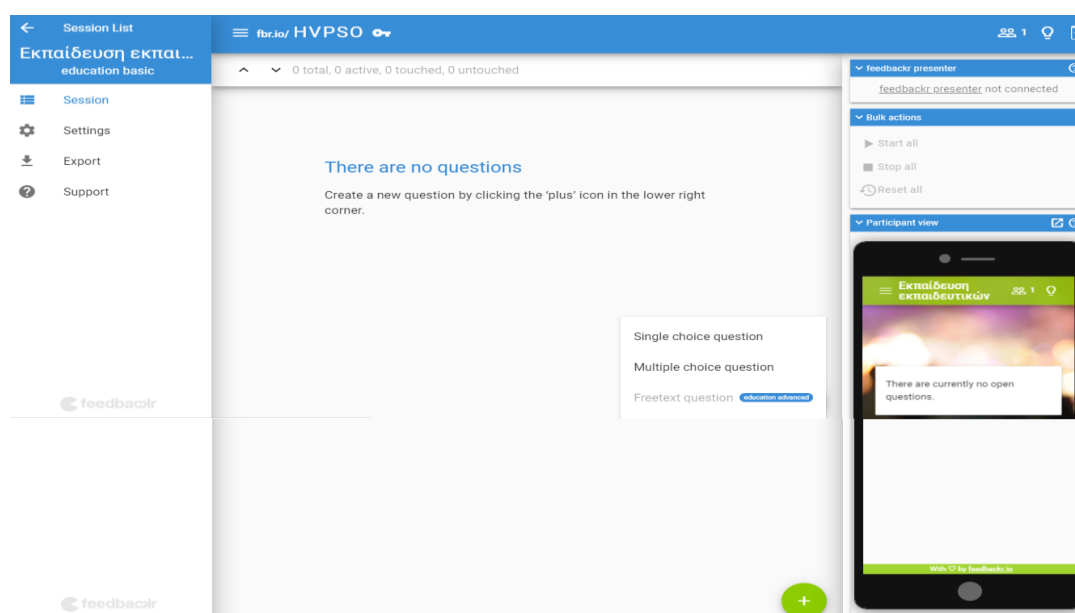 Session List
Εκπαίδευση εκπαι...
education basic
Session
Settings
Export
Support
feedbackr
feedbackr
fbr.io/ HVPSO
1
0 total, 0 active, 0 touched, 0 untouched
There are no questions
Create a new question by clicking the 'plus' icon in the lower right
corner.
Single choice question
Multiple choice question
Freetext question education advanced
+
feedbackr presenter
feedbackr presenter not connected
Bulk actions
Start all
Stop all
Reset all
Participant view
Εκπαίδευση
εκπαιδευτικών
1
There are currently no open
questions.
With ♡ by feedbackr.io